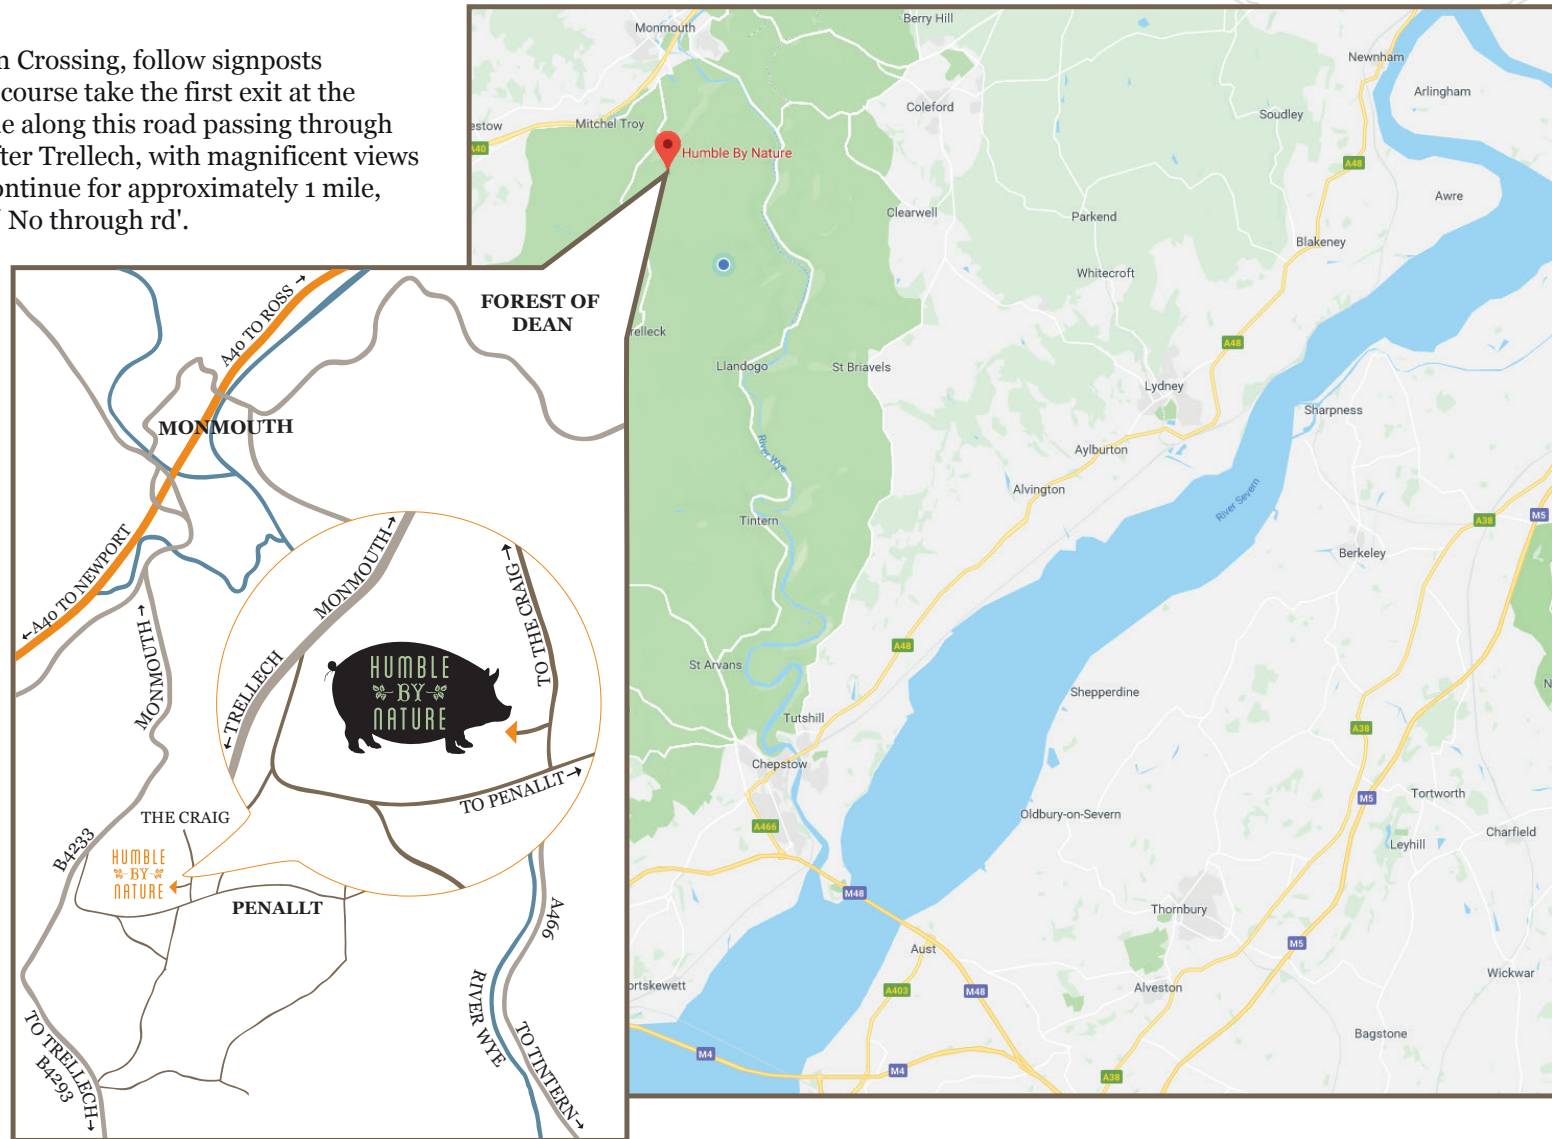 n Crossing, follow signposts
course take the first exit at the
e along this road passing through
fter Trellech, with magnificent views
ontinue for approximately 1 mile,
' No through rd'.
Monmouth
Berry Hill
Newnham
Arlingham
Coleford
Soudley
estow
Mitchel Troy
A40
Humble By Nature
A48
Awre
Clearwell
Parkend
Blakeney
Whitecroft
FOREST OF
DEAN
relleck
A48
Llandogo
St Briavels
Lydney
Sharpness
River Wye
Aylburton
Alvington
River Severn
Tintern
A38
M5
Berkeley
A48
St Arvans
Shepperdine
N
Tutshill
A38
Chepstow
M5
Tortworth
Oldbury-on-Severn
A466
Charfield
Leyhill
M48
Thornbury
Aust
M5
Wickwar
ortskewett
A403
M48
Alveston
Bagstone
M4
M4
A38
A40 TO ROSS →
MONMOUTH
←A40 TO NEWPORT
MONMOUTH →
MONMOUTH→
TO THE CRAIG→
HUMBLE
BY
NATURE
←TRELLECH
TO PENALLT→
THE CRAIG
B4233
HUMBLE
BY
NATURE
PENALLT
A466
RIVER WYE
TO TINTERN→
TO TRELLECH→
B4293